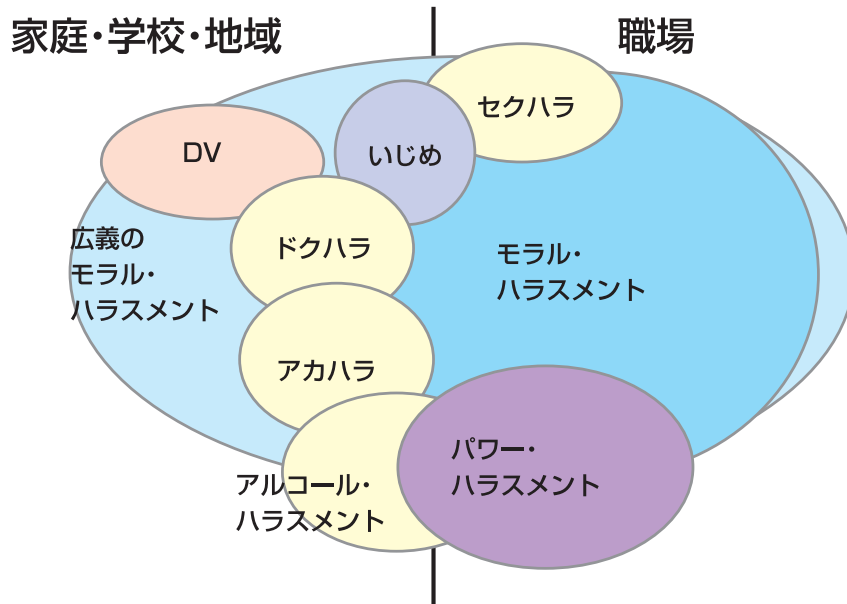 家庭・学校・地域
職場
セクハラ
DV
いじめ
広義の
モラル・
ハラスメント
ドクハラ
モラル・
ハラスメント
アカハラ
アルコール・
ハラスメント
パワー・
ハラスメント